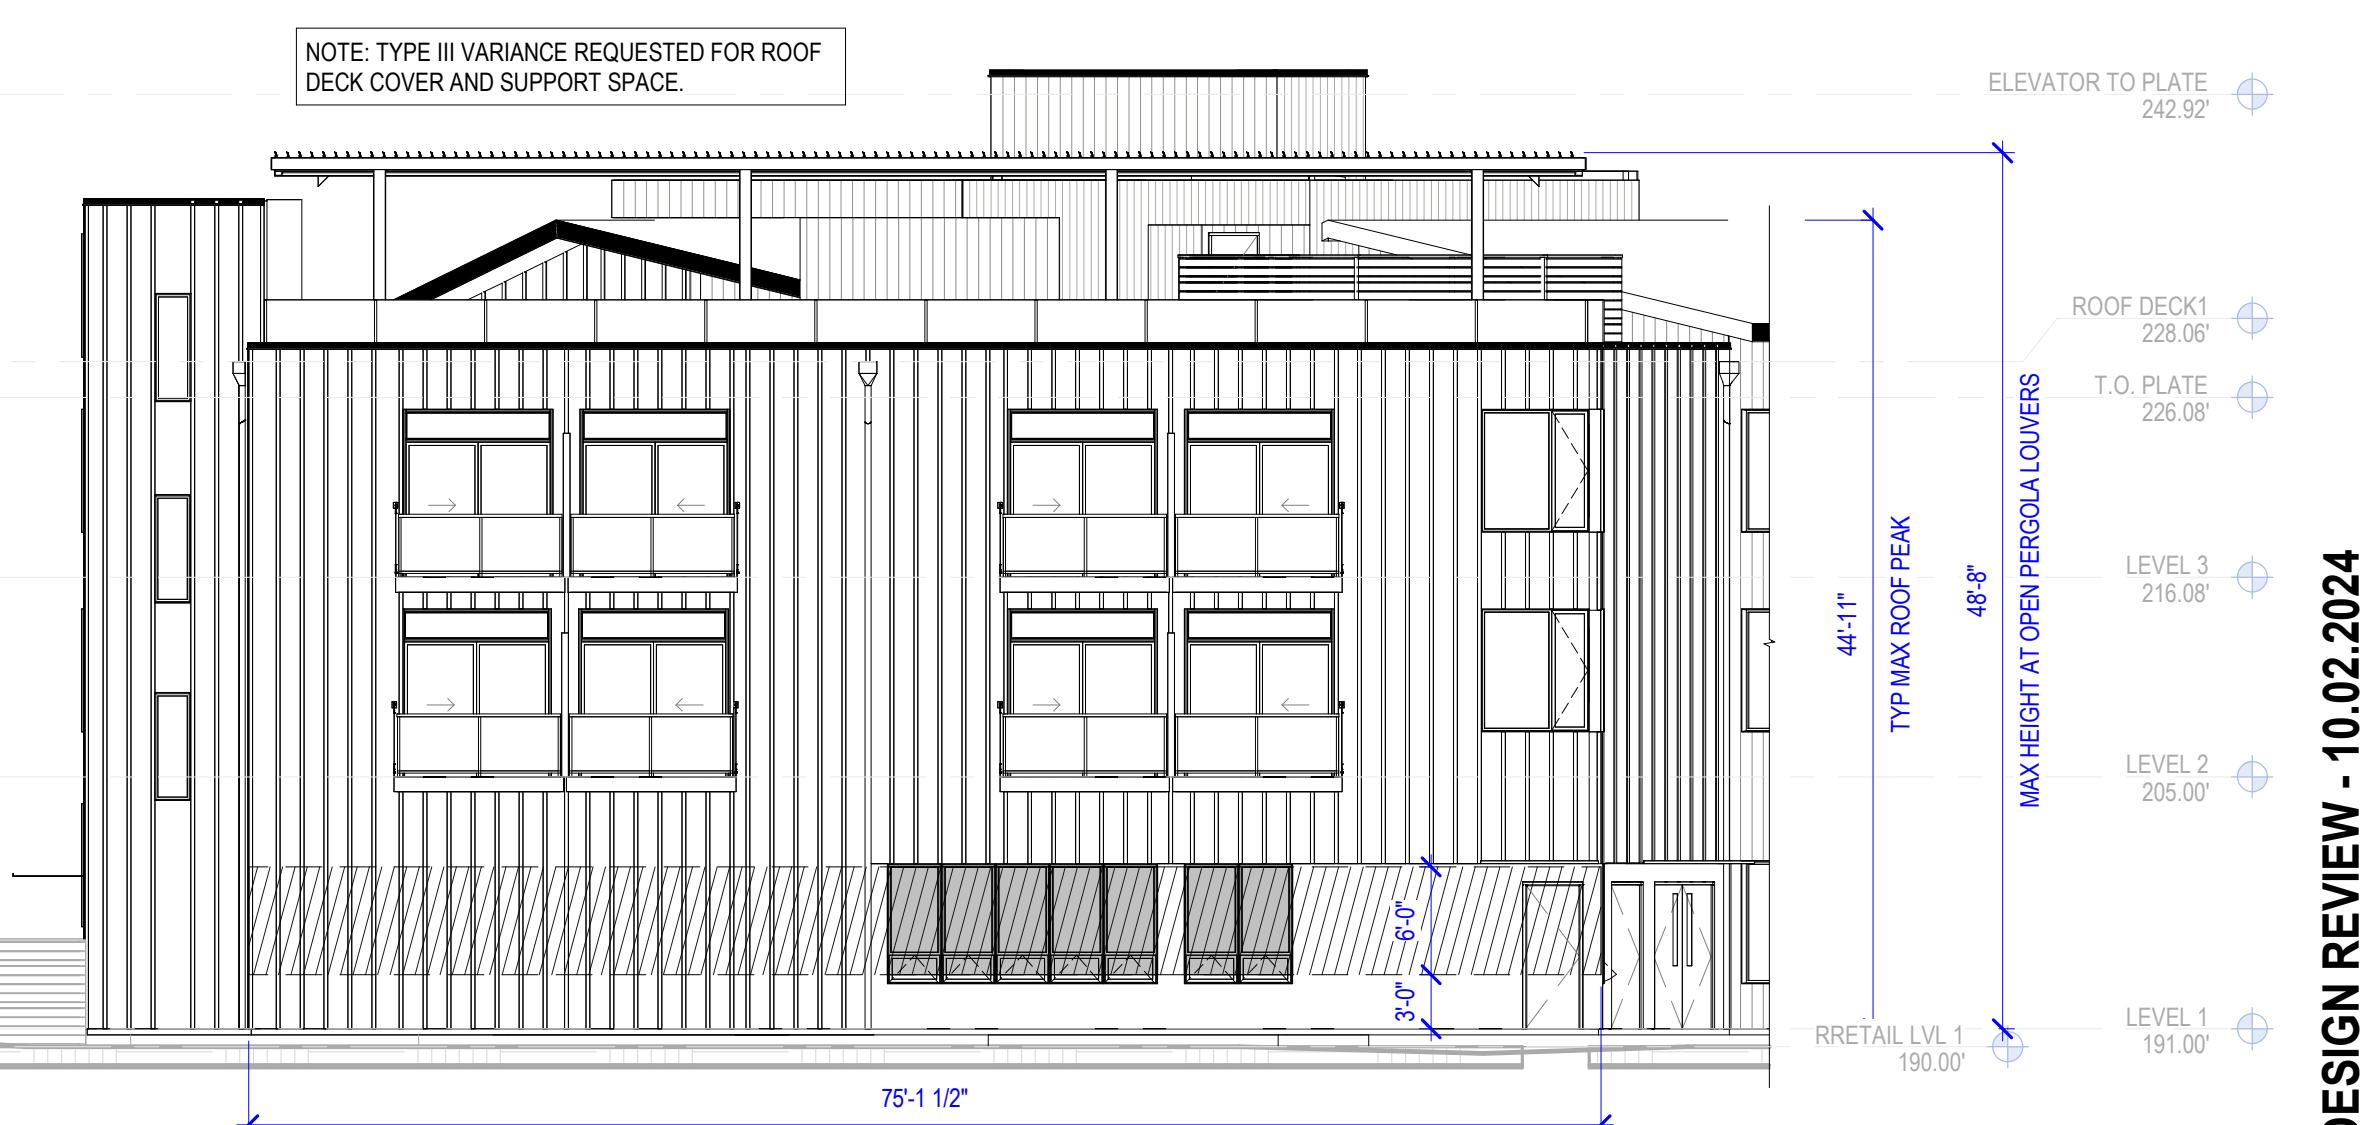 NOTE: TYPE III VARIANCE REQUESTED FOR ROOF
DECK COVER AND SUPPORT SPACE.
ELEVATOR TO PLATE
242.92'
ROOF DECK1
228.06'
T.O. PLATE
226.08'
LEVEL 3
216.08'
LEVEL 2
205.00'
LEVEL 1
191.00'
RRETAIL LVL 1
190.00'
44'-11"
TYP MAX ROOF PEAK
48'-8"
MAX HEIGHT AT OPEN PERGOLA LOUVERS
6'-0"
3'-0"
75'-1 1/2"
DESIGN REVIEW - 10.02.2024